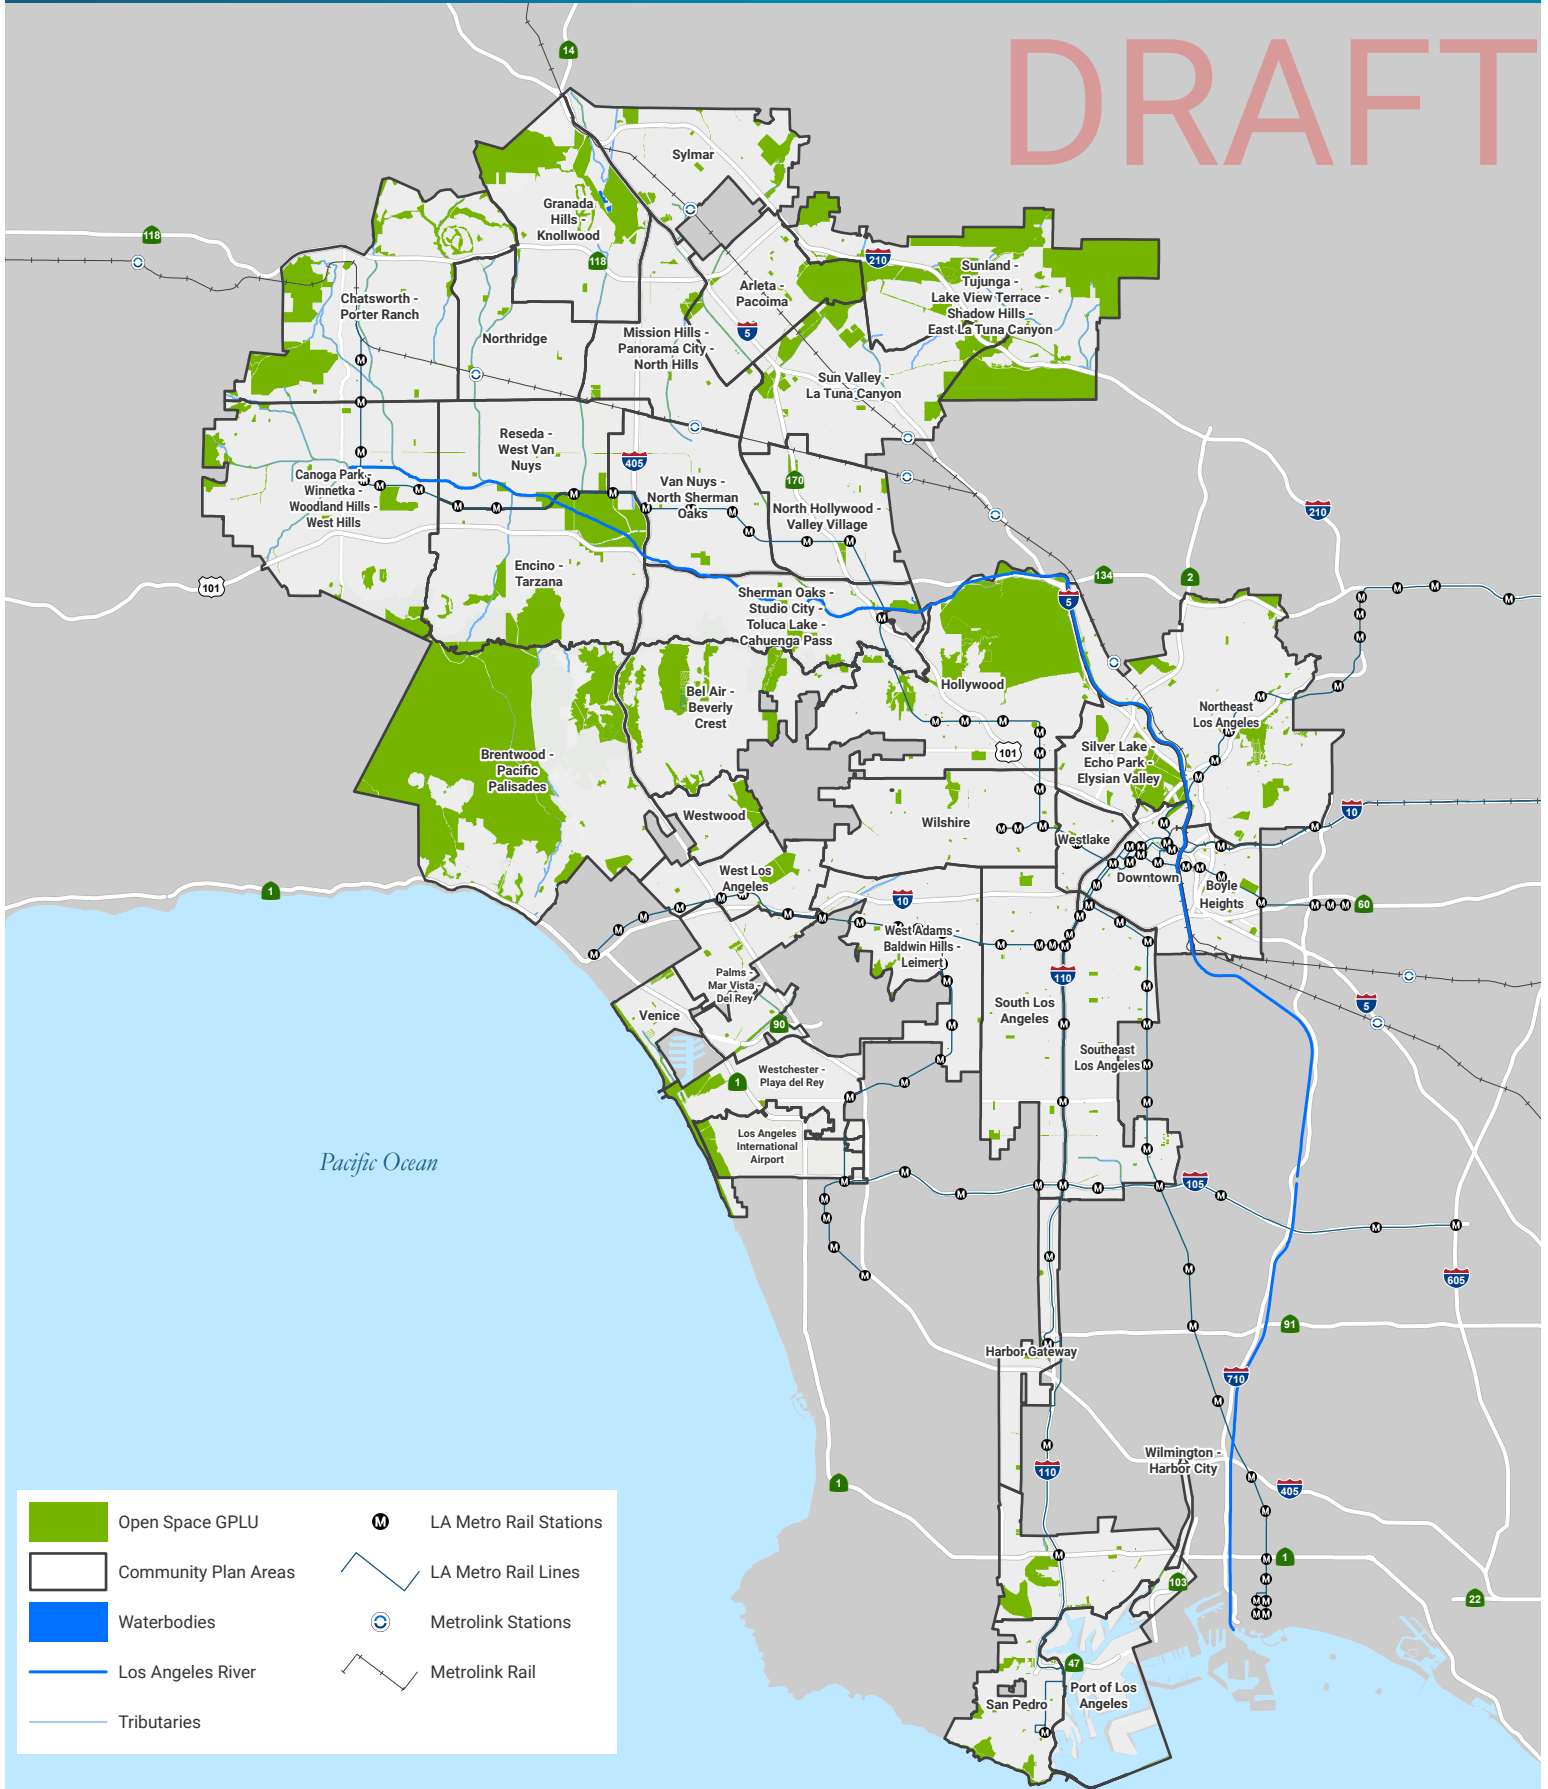 DRAFT
14
Sylmar
Granada
Hills -
Knollwood
118
118
210
Sunland -
Tujunga -
Lake View Terrace -
Shadow Hills -
East La Tuna Canyon
Arleta -
Pacoima
Chatsworth -
Porter Ranch
Northridge
5
Mission Hills -
Panorama City -
North Hills
Sun Valley -
La Tuna Canyon
Reseda -
West Van
Nuys
405
170
Canoga Park -
Winnetka -
Woodland Hills -
West Hills
Van Nuys -
North Sherman
Oaks
North Hollywood -
Valley Village
210
101
Encino -
Tarzana
134
2
5
Sherman Oaks -
Studio City -
Toluca Lake -
Cahuenga Pass
Hollywood
Bel Air -
Beverly
Crest
Northeast
Los Angeles
Brentwood -
Pacific
Palisades
101
Silver Lake -
Echo Park -
Elysian Valley
10
Westwood
Wilshire
Westlake
West Los
Angeles
Downtown
Boyle
Heights
1
10
60
West Adams -
Baldwin Hills -
Leimert
110
Palms -
Mar Vista -
Del Rey
5
Venice
90
South Los
Angeles
Southeast
Los Angeles
1
Westchester -
Playa del Rey
Los Angeles
International
Airport
Pacific Ocean
105
605
91
Harbor Gateway
710
Wilmington -
Harbor City
110
1
405
1
103
22
47
San Pedro
Port of Los
Angeles
Open Space GPLU
Community Plan Areas
Waterbodies
Los Angeles River
Tributaries
M
LA Metro Rail Stations
LA Metro Rail Lines
Metrolink Stations
Metrolink Rail